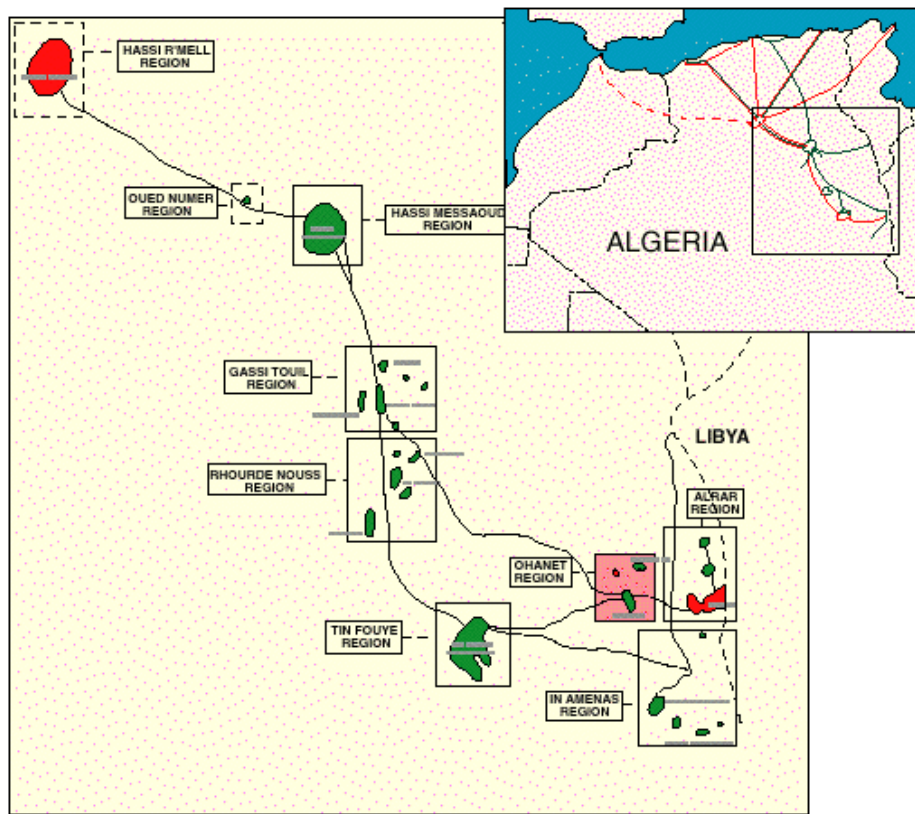 HASSI R'MELL
REGION
OUED NUMER
REGION
HASSI MESSAOUD
REGION
ALGERIA
GASSI TOUIL
REGION
LIBYA
RHOURDE NOUSS
REGION
ALRAR
REGION
OHANET
REGION
TIN FOUYE
REGION
IN AMENAS
REGION